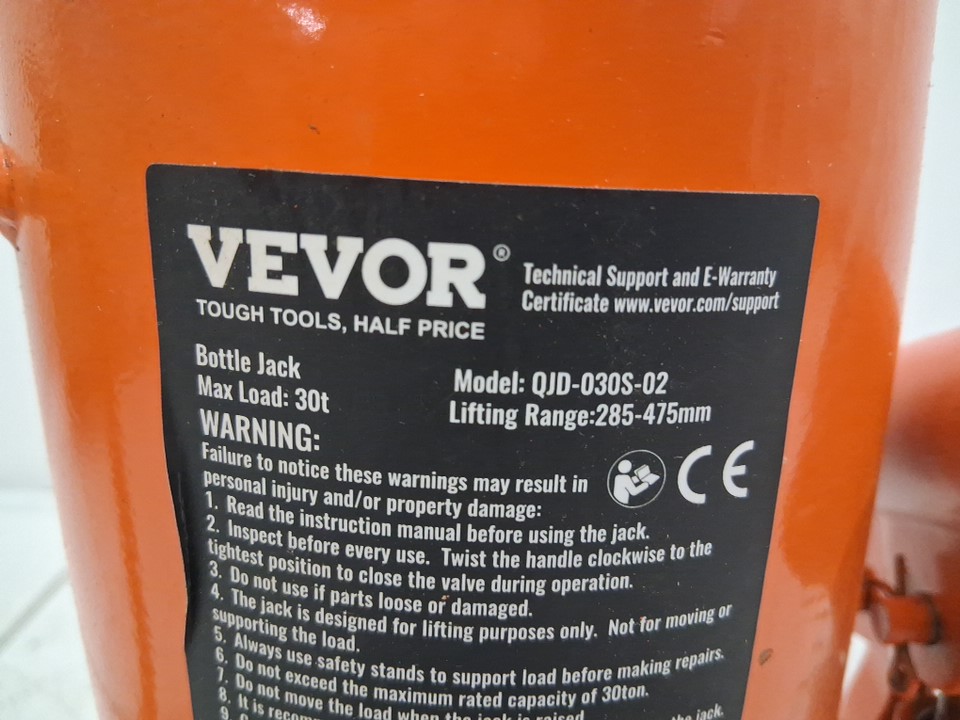 VEVOR®
TOUGH TOOLS, HALF PRICE
Technical Support and E-Warranty
Certificate www.vevor.com/support
Bottle Jack
Max Load: 30t
Model: QJD-030S-02
Lifting Range:285-475mm
WARNING:
Failure to notice these warnings may result in
personal injury and/or property damage:
CE
1. Read the instruction manual before using the jack.
2. Inspect before every use. Twist the handle clockwise to the
tightest position to close the valve during operation.
3. Do not use if parts loose or damaged.
4. The jack is designed for lifting purposes only. Not for moving or
supporting the load.
5. Always use safety stands to support load before making repairs.
6. Do not exceed the maximum rated capacity of 30ton.
7. Do not move the load when the jack is raised.
8. It is the jack.
9.